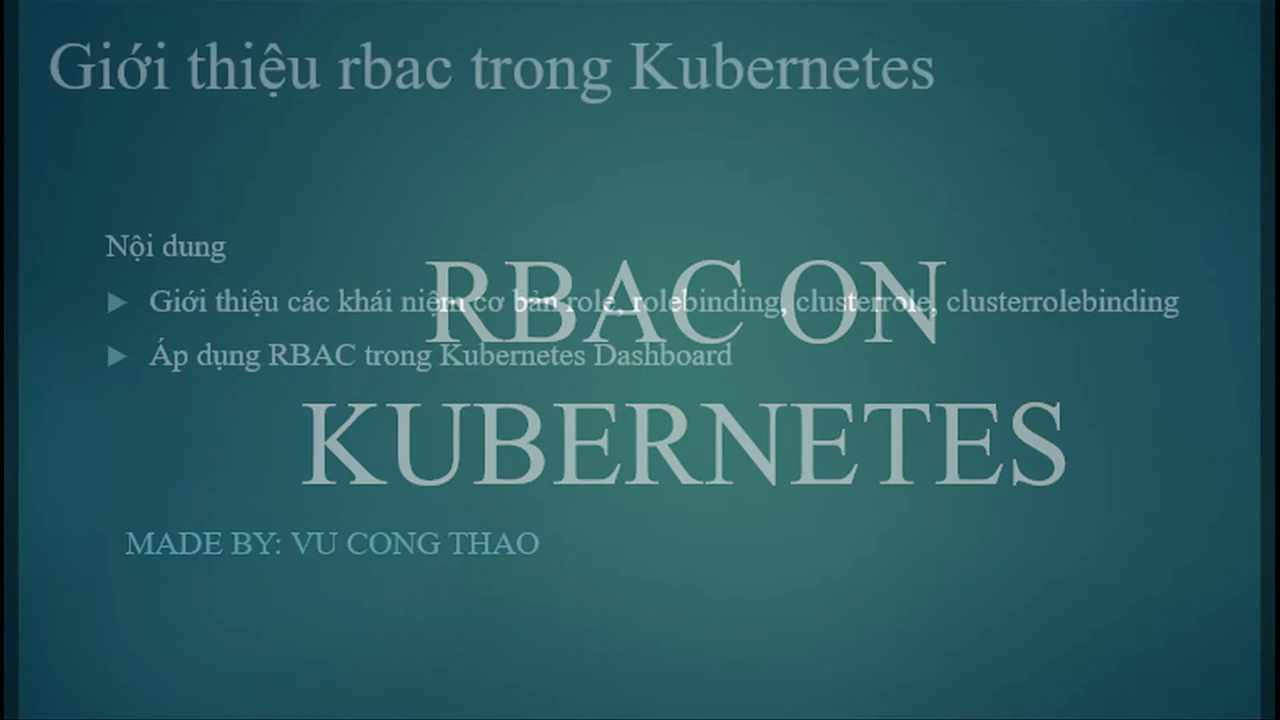 Giới thiệu rbac trong Kubernetes
Nội dung
Giới thiệu các khái niệm cơ bản role, rolebinding, clusterrole, clusterrolebinding
Áp dụng RBAC trong Kubernetes Dashboard
RBAC ON
KUBERNETES
MADE BY: VU CONG THAO